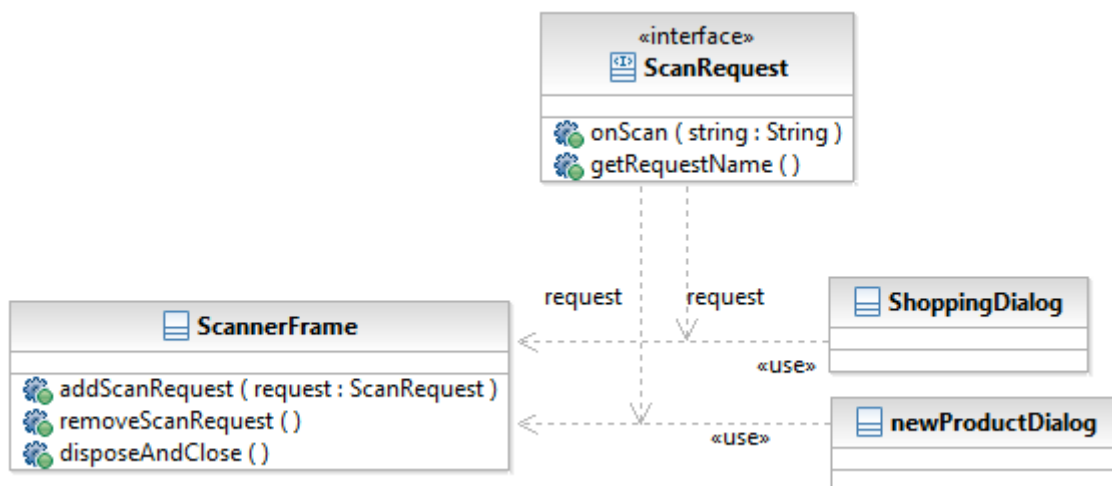 «interface»
ScanRequest
onScan ( string : String )
getRequestName ( )
request
request
ShoppingDialog
ScannerFrame
«use»
addScanRequest ( request : ScanRequest )
removeScanRequest ( )
disposeAndClose ( )
«use»
newProductDialog